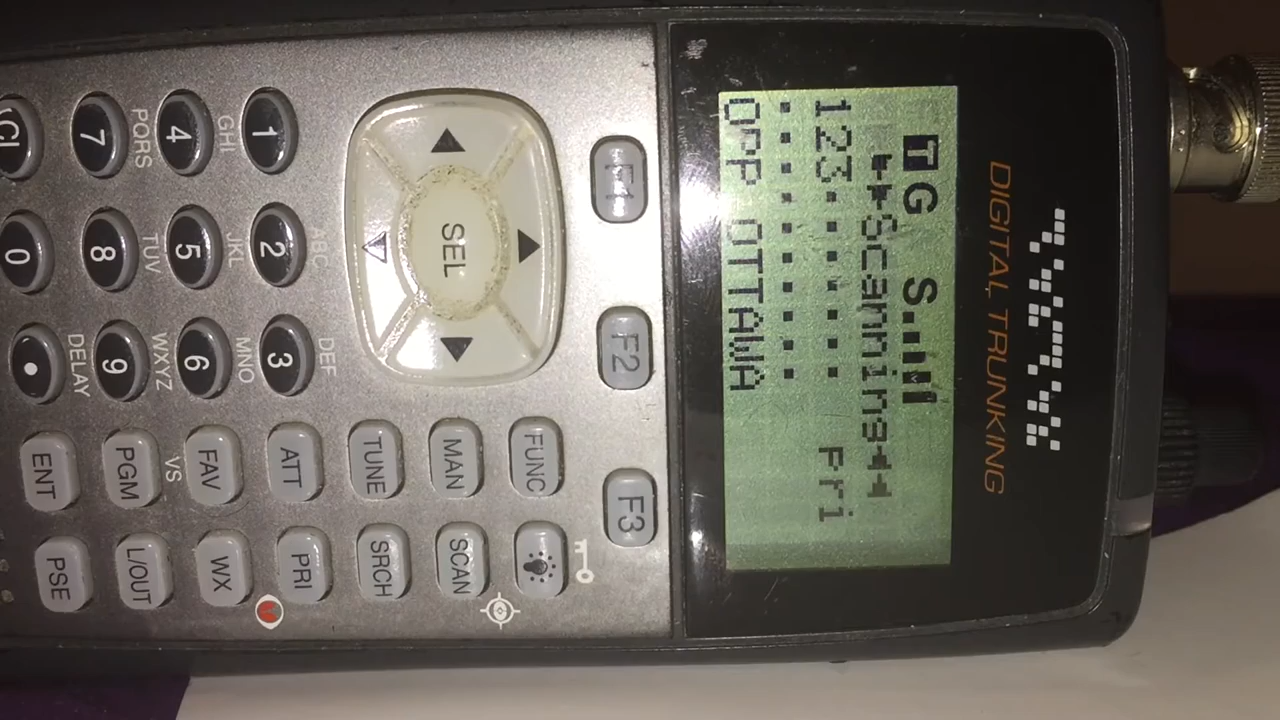 DIGITAL TRUNKING
TG S
Scanning
123 Pri
OPP OTTAWA
F1 F2 F3
SEL
FUNC
MAN SCAN
TUNE SRCH
ABC DEF
1 2 3 ATT PRI
GHI JKL MNO
4 5 6 FAV WX
PQRS TUV WXYZ VS
7 8 9 PGM L/OUT
DELAY
0 • ENT PSE